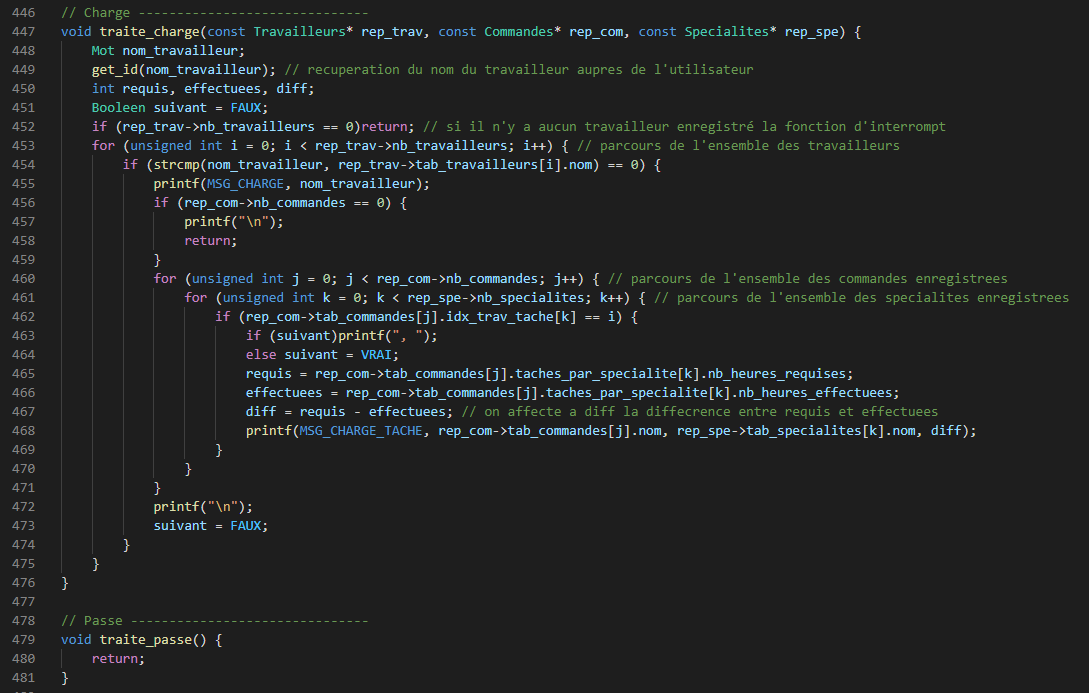 446 // Charge ------------------------------
447 void traite_charge(const Travailleurs* rep_trav, const Commandes* rep_com, const Specialites* rep_spe) {
448     Mot nom_travailleur;
449     get_id(nom_travailleur); // recuperation du nom du travailleur aupres de l'utilisateur
450     int requis, effectuees, diff;
451     Booleen suivant = FAUX;
452     if (rep_trav->nb_travailleurs == 0)return; // si il n'y a aucun travailleur enregistré la fonction d'interrompt
453     for (unsigned int i = 0; i < rep_trav->nb_travailleurs; i++) { // parcours de l'ensemble des travailleurs
454         if (strcmp(nom_travailleur, rep_trav->tab_travailleurs[i].nom) == 0) {
455             printf(MSG_CHARGE, nom_travailleur);
456             if (rep_com->nb_commandes == 0) {
457                 printf("\n");
458                 return;
459             }
460             for (unsigned int j = 0; j < rep_com->nb_commandes; j++) { // parcours de l'ensemble des commandes enregistrees
461                 for (unsigned int k = 0; k < rep_spe->nb_specialites; k++) { // parcours de l'ensemble des specialites enregistrees
462                     if (rep_com->tab_commandes[j].idx_trav_tache[k] == i) {
463                         if (suivant)printf(", ");
464                         else suivant = VRAI;
465                         requis = rep_com->tab_commandes[j].taches_par_specialite[k].nb_heures_requises;
466                         effectuees = rep_com->tab_commandes[j].taches_par_specialite[k].nb_heures_effectuees;
467                         diff = requis - effectuees; // on affecte a diff la diffecrence entre requis et effectuees
468                         printf(MSG_CHARGE_TACHE, rep_com->tab_commandes[j].nom, rep_spe->tab_specialites[k].nom, diff);
469                     }
470                 }
471             }
472             printf("\n");
473             suivant = FAUX;
474         }
475     }
476 }
477
478 // Passe -------------------------------
479 void traite_passe() {
480     return;
481 }